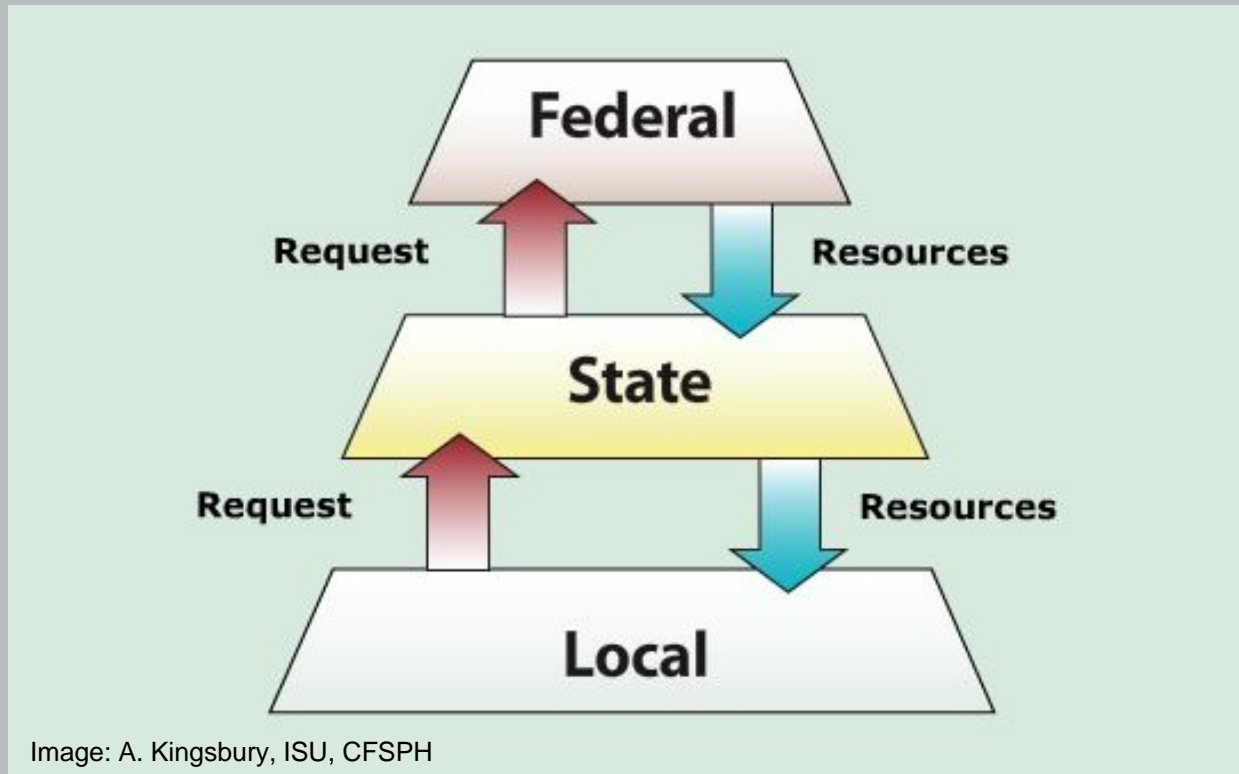 Federal
Request
Resources
State
Request
Resources
Local
Image: A. Kingsbury, ISU, CFSPH